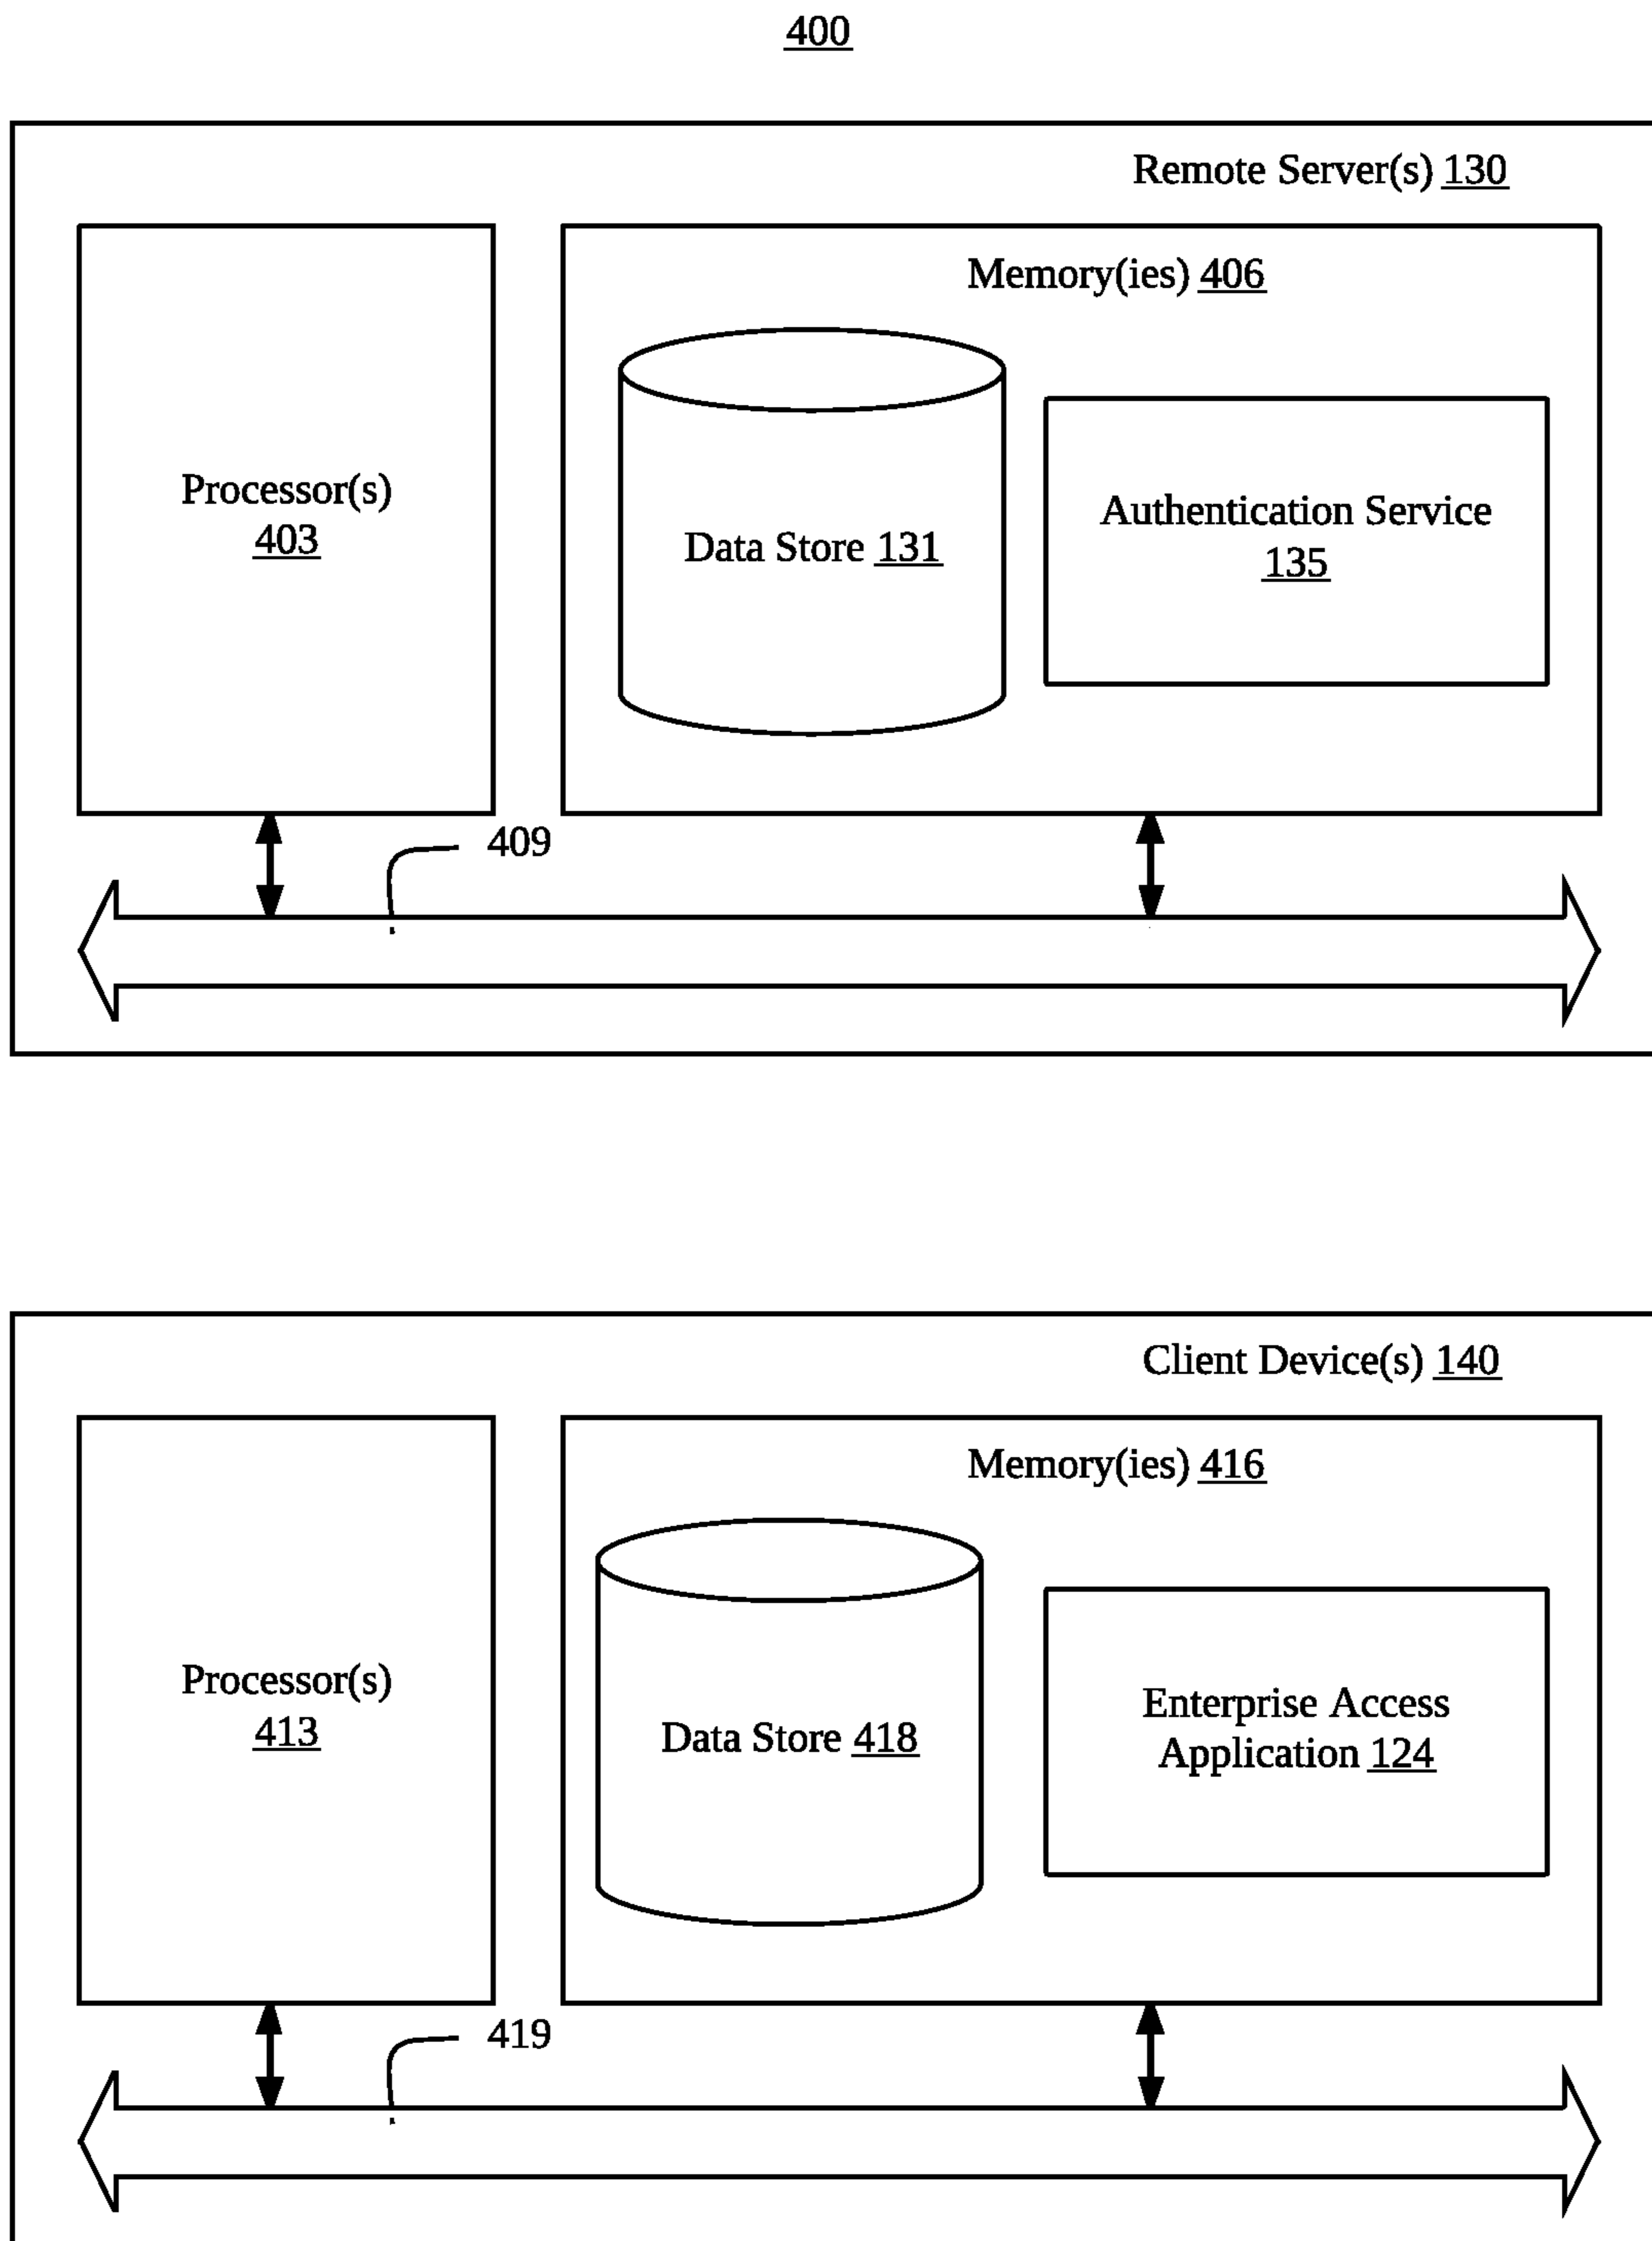 400
Remote Server(s) 130
Memory(ies) 406
Processor(s)
403
Data Store 131
Authentication Service
135
409
Client Device(s) 140
Memory(ies) 416
Processor(s)
413
Data Store 418
Enterprise Access
Application 124
419